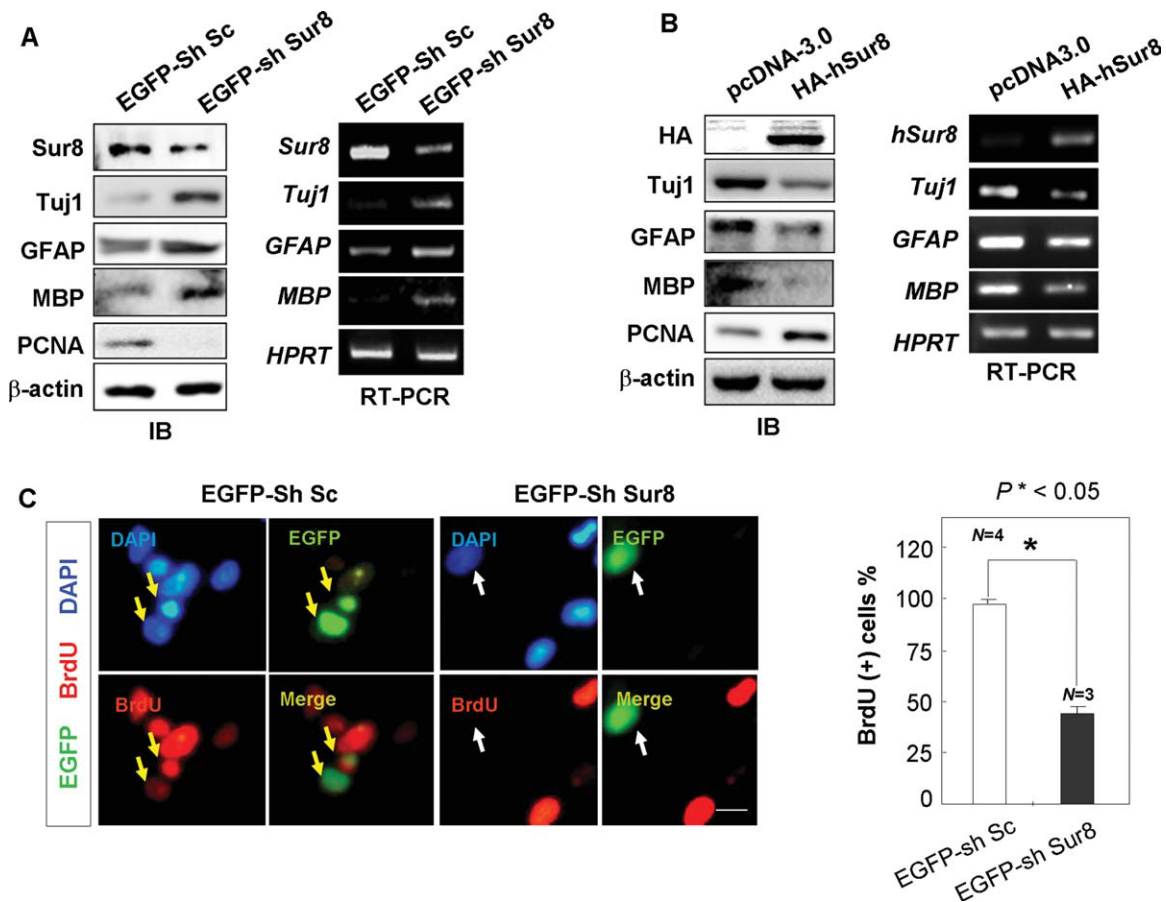 A
EGFP-Sh Sc
EGFP-sh Sur8
Sur8
Tuj1
GFAP
MBP
PCNA
β-actin
IB
EGFP-Sh Sc
EGFP-sh Sur8
Sur8
Tuj1
GFAP
MBP
HPRT
RT-PCR
B
pcDNA-3.0
HA-hSur8
HA
Tuj1
GFAP
MBP
PCNA
β-actin
IB
pcDNA3.0
HA-hSur8
hSur8
Tuj1
GFAP
MBP
HPRT
RT-PCR
C
EGFP-Sh Sc
EGFP-Sh Sur8
EGFP BrdU DAPI
DAPI
EGFP
DAPI
EGFP
BrdU
Merge
BrdU
Merge
P * < 0.05
BrdU (+) cells %
120
100
75
50
25
0
N=4
*
N=3
EGFP-sh Sc
EGFP-sh Sur8